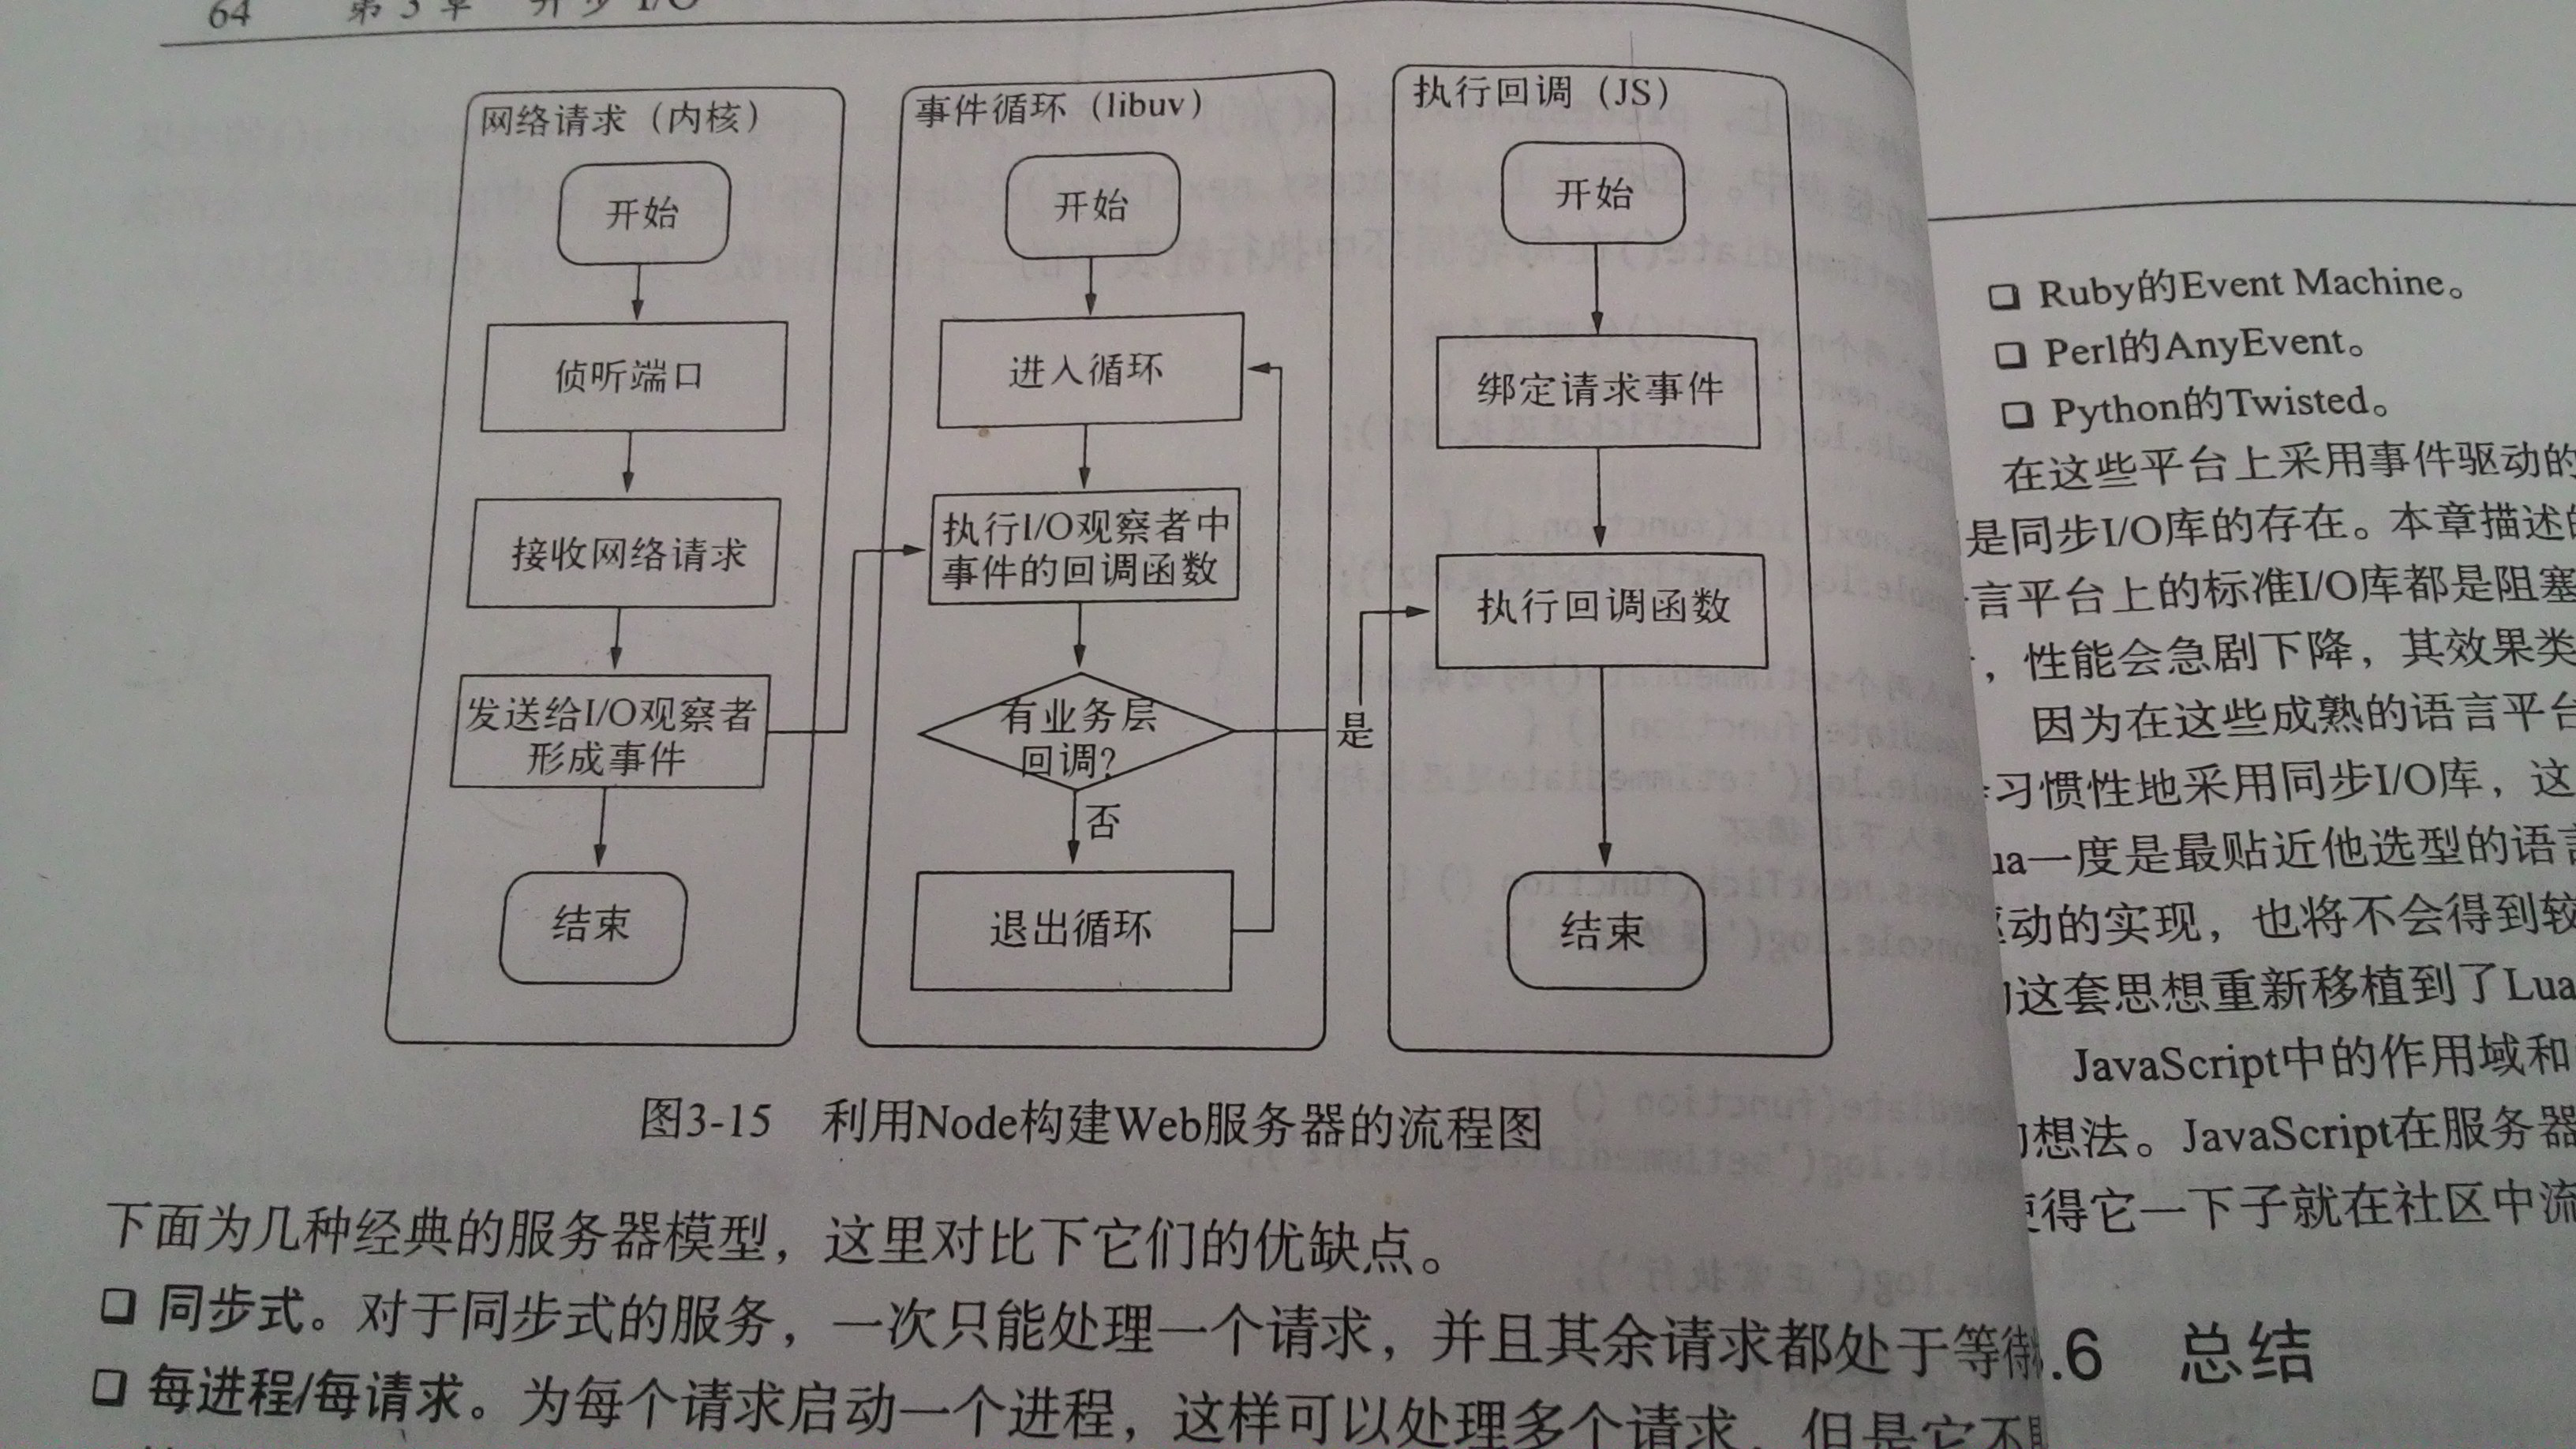 64 第3章 异步I/O
网络请求（内核）
开始
侦听端口
接收网络请求
发送给I/O观察者
形成事件
结束
事件循环（libuv）
开始
进入循环
执行I/O观察者中
事件的回调函数
有业务层
回调?
是
否
退出循环
执行回调（JS）
开始
绑定请求事件
执行回调函数
结束
图3-15 利用Node构建Web服务器的流程图
下面为几种经典的服务器模型，这里对比下它们的优缺点。
❑ 同步式。对于同步式的服务，一次只能处理一个请求，并且其余请求都处于等待
❑ 每进程/每请求。为每个请求启动一个进程，这样可以处理多个请求，但是它不
❑ Ruby的Event Machine。
❑ Perl的AnyEvent。
❑ Python的Twisted。
在这些平台上采用事件驱动的
是同步I/O库的存在。本章描述的
言平台上的标准I/O库都是阻塞
，性能会急剧下降，其效果类
因为在这些成熟的语言平台
习惯性地采用同步I/O库，这
ua一度是最贴近他选型的语言
动的实现，也将不会得到较
这套思想重新移植到了Lua
JavaScript中的作用域和
想法。JavaScript在服务器
使得它一下子就在社区中流
.6 总结